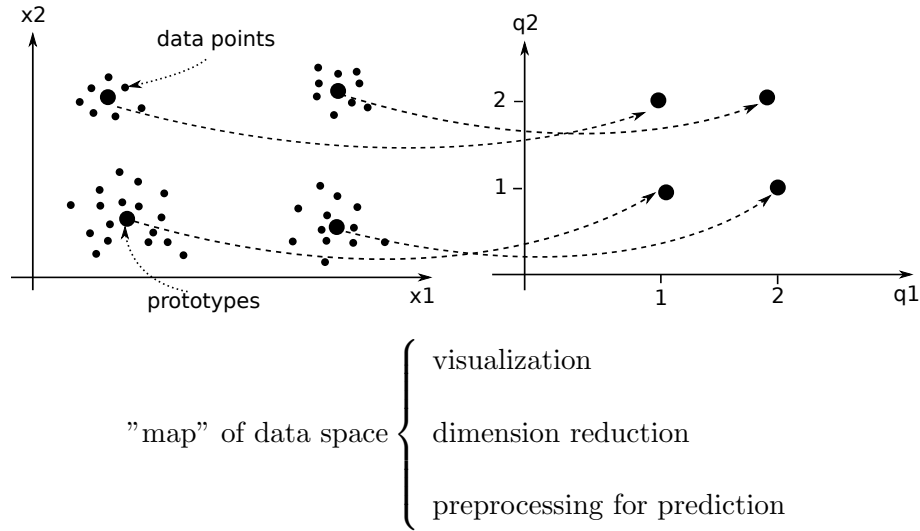 x2
data points
prototypes
x1
q2
2
1
1
2
q1
"map" of data space
visualization
dimension reduction
preprocessing for prediction